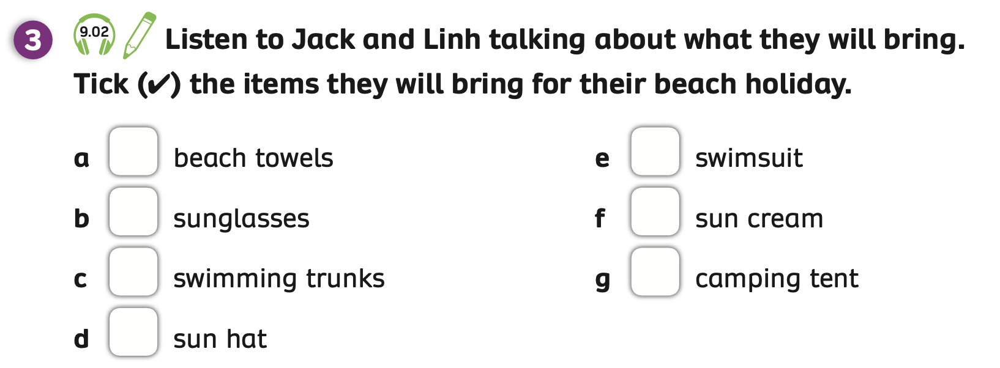 3 9.02 Listen to Jack and Linh talking about what they will bring.
Tick (✔) the items they will bring for their beach holiday.
a beach towels
b sunglasses
c swimming trunks
d sun hat
e swimsuit
f sun cream
g camping tent